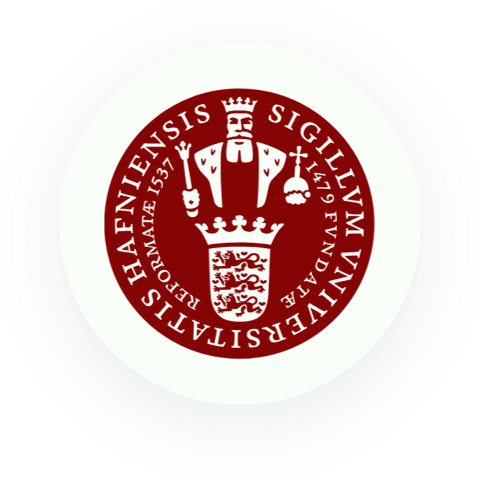 SIGILLVM VNIVERSITATIS HAFNIENSIS
1479 FVNDATÆ
REFORMATÆ 1537